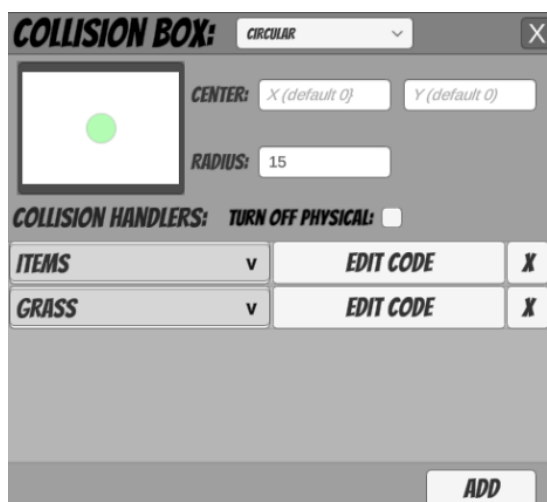 COLLISION BOX: CIRCULAR X
CENTER: X (default 0) Y (default 0)
RADIUS: 15
COLLISION HANDLERS: TURN OFF PHYSICAL:
ITEMS V EDIT CODE X
GRASS V EDIT CODE X
ADD